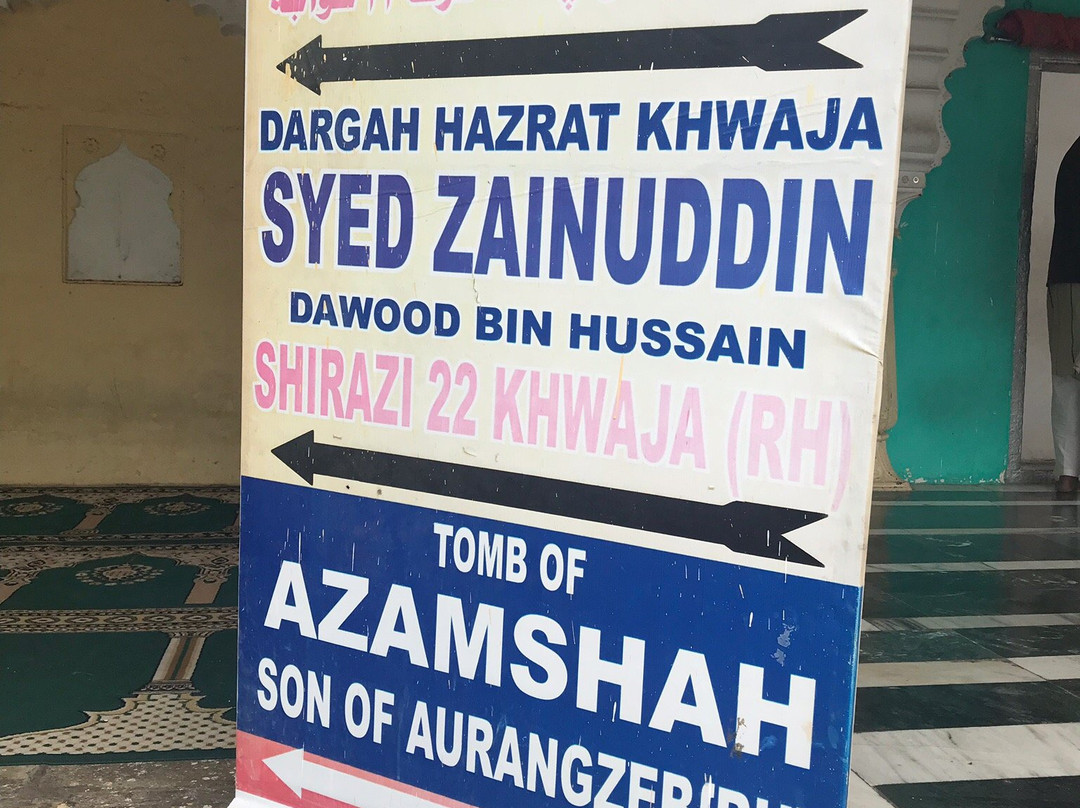 DARGAH HAZRAT KHWAJA
SYED ZAINUDDIN
DAWOOD BIN HUSSAIN
SHIRAZI 22 KHWAJA (RH)
TOMB OF
AZAMSHAH
SON OF AURANGZEB